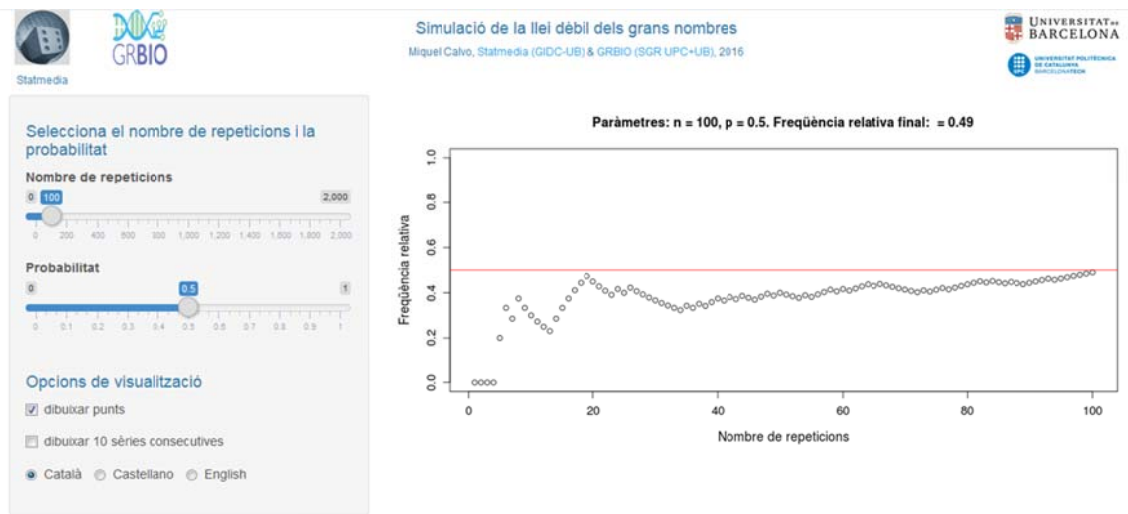 Statmedia
GRBIO
Simulació de la llei dèbil dels grans nombres
Miquel Calvo, Statmedia (GIDC-UB) & GRBIO (SGR UPC+UB), 2016
UNIVERSITAT DE
BARCELONA
UPC
UNIVERSITAT POLITÈCNICA
DE CATALUNYA
BARCELONATECH
Selecciona el nombre de repeticions i la
probabilitat
Nombre de repeticions
0 100 2,000
0 200 400 600 800 1,000 1,200 1,400 1,600 1,800 2,000
Probabilitat
0 0.5 1
0 0.1 0.2 0.3 0.4 0.5 0.6 0.7 0.8 0.9 1
Opcions de visualització
dibuixar punts
dibuixar 10 sèries consecutives
Català Castellano English
Paràmetres: n = 100, p = 0.5. Freqüència relativa final: = 0.49
Freqüència relativa
1.0
0.8
0.6
0.4
0.2
0.0
0 20 40 60 80 100
Nombre de repeticions